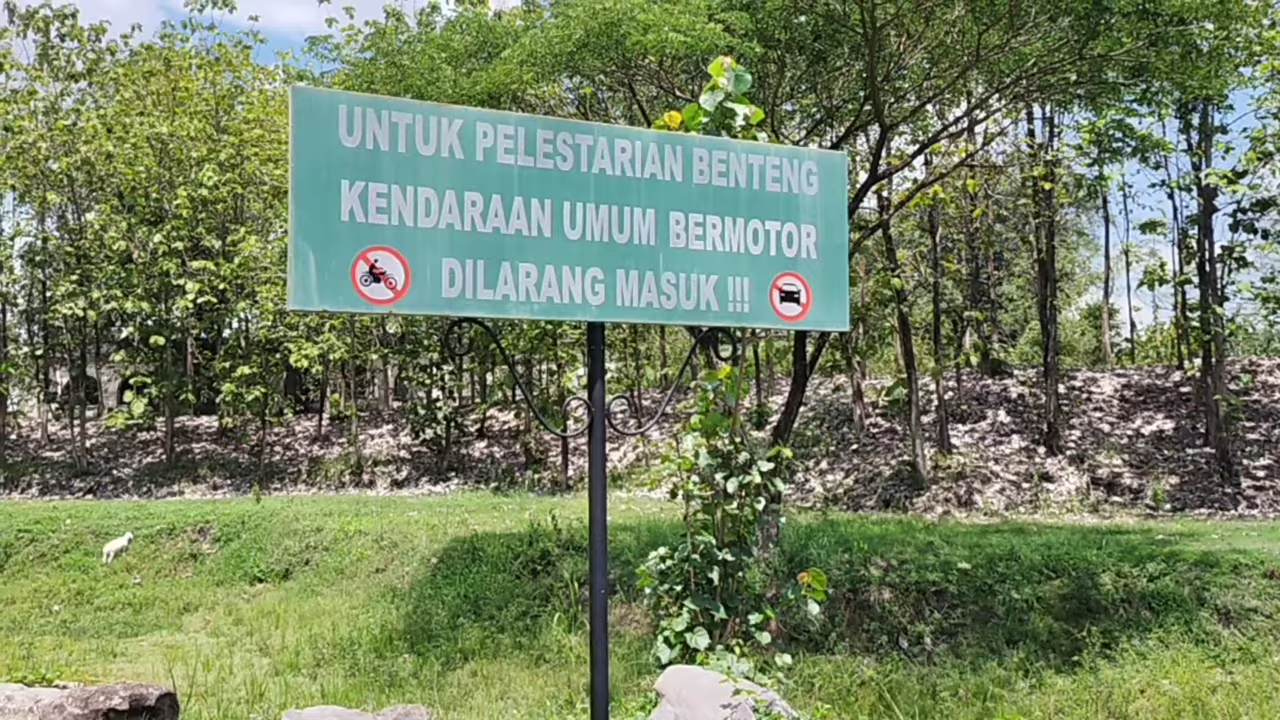 UNTUK PELESTARIAN BENTENG
KENDARAAN UMUM BERMOTOR
DILARANG MASUK !!!